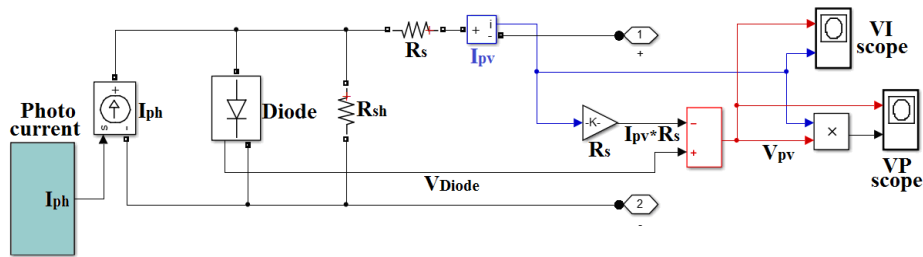 Photo
current
Iph
s
+
-
Iph
Diode
Rsh
Rs
+
i
-
Ipv
1
+
-K-
Rs
Ipv*Rs
VDiode
−
+
Vpv
×
VI
scope
VP
scope
2
-